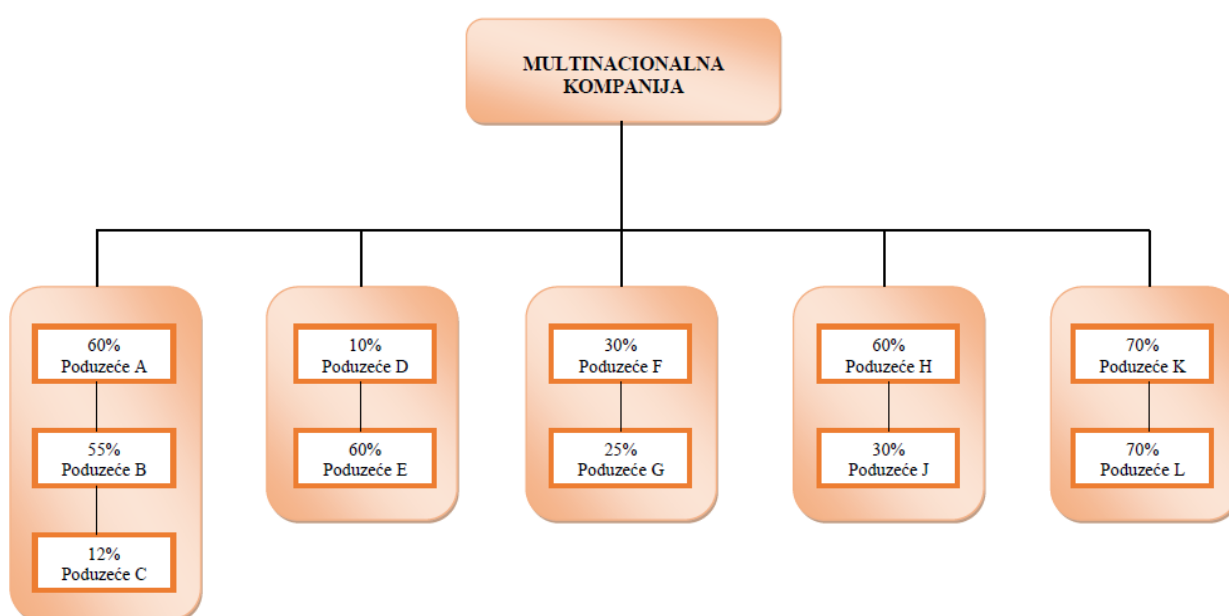 MULTINACIONALNA
KOMPANIJA
60%
Poduzeće A
10%
Poduzeće D
30%
Poduzeće F
60%
Poduzeće H
70%
Poduzeće K
55%
Poduzeće B
60%
Poduzeće E
25%
Poduzeće G
30%
Poduzeće J
70%
Poduzeće L
12%
Poduzeće C